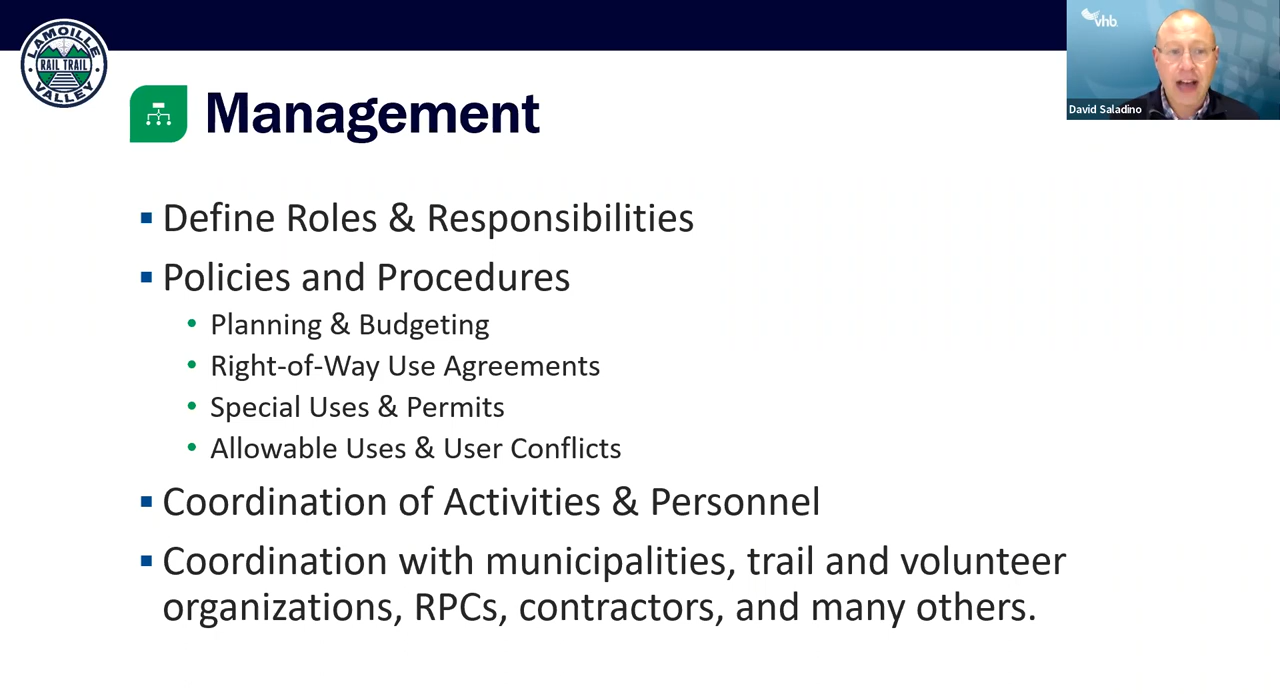 LAMOILLE
RAIL TRAIL
VALLEY
vhb
David Saladino
Management
Define Roles & Responsibilities
Policies and Procedures
Planning & Budgeting
Right-of-Way Use Agreements
Special Uses & Permits
Allowable Uses & User Conflicts
Coordination of Activities & Personnel
Coordination with municipalities, trail and volunteer
organizations, RPCs, contractors, and many others.